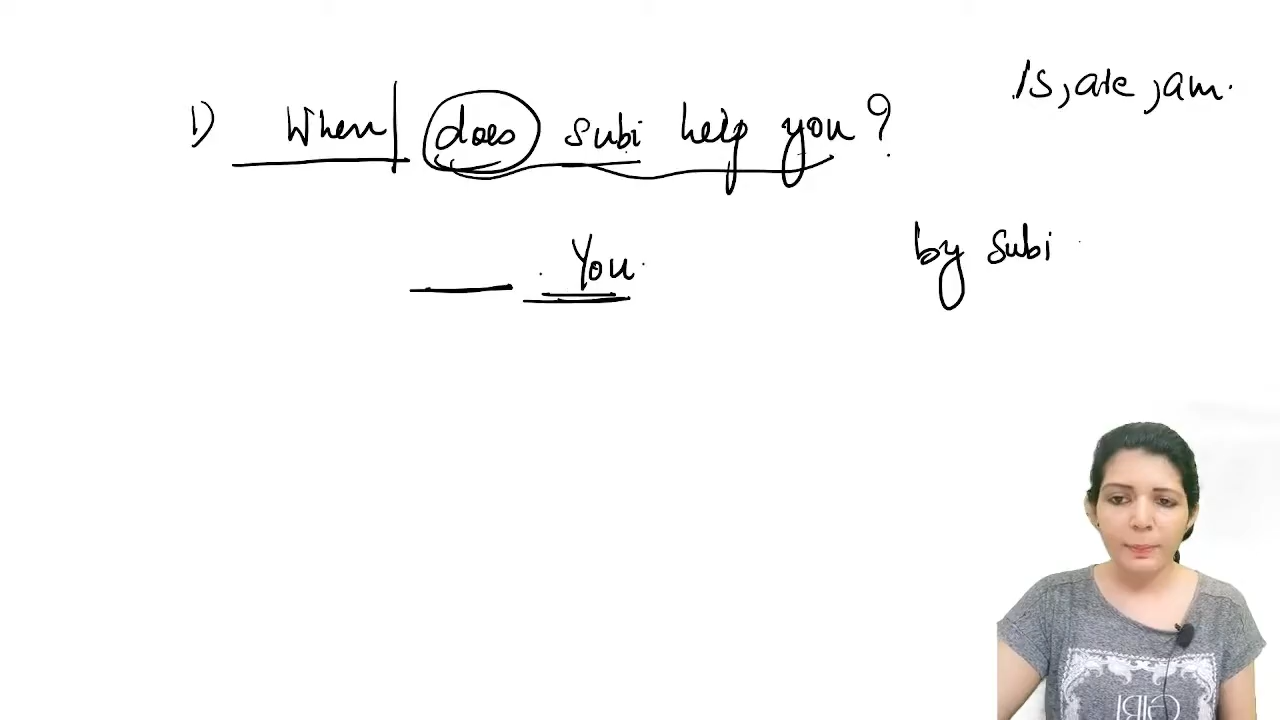 1) When does subi help you?
is, are, am.
You
by subi